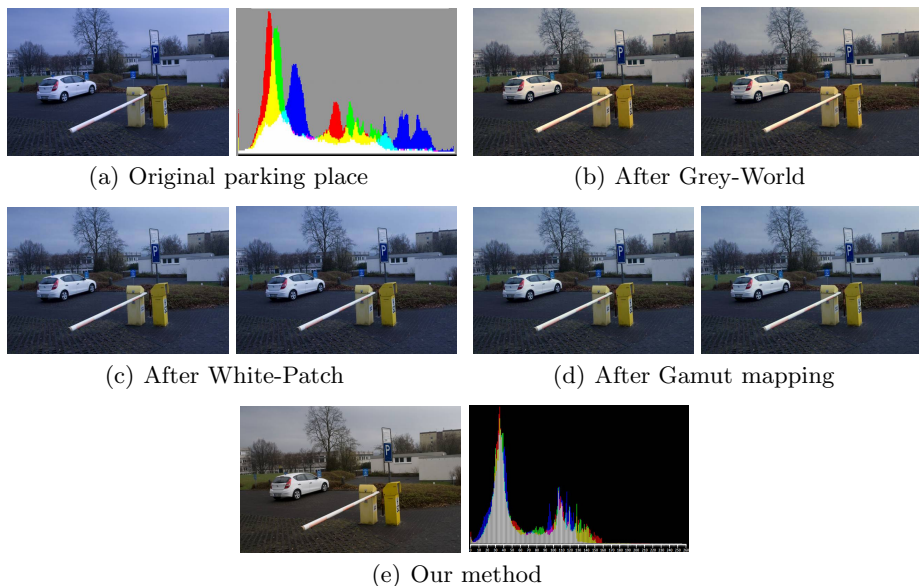 P
(a) Original parking place
(b) After Grey-World
(c) After White-Patch
(d) After Gamut mapping
(e) Our method